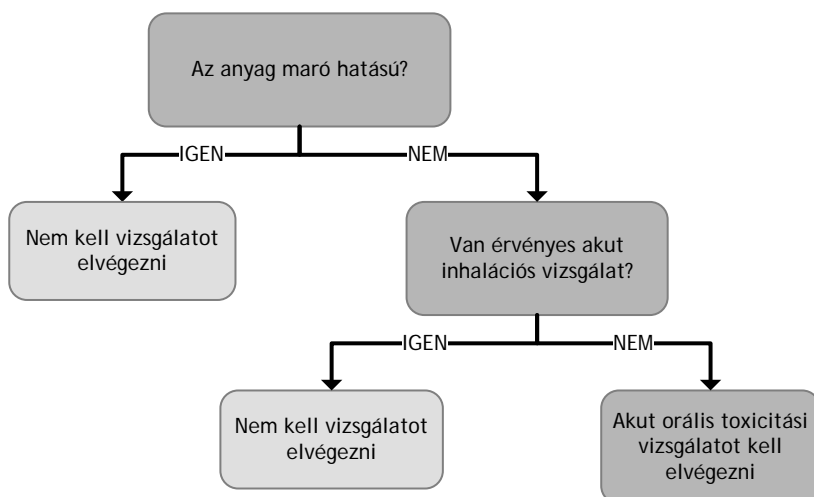 Az anyag maró hatású?
IGEN
NEM
Nem kell vizsgálatot
elvégezni
Van érvényes akut
inhalációs vizsgálat?
IGEN
NEM
Nem kell vizsgálatot
elvégezni
Akut orális toxicitási
vizsgálatot kell
elvégezni